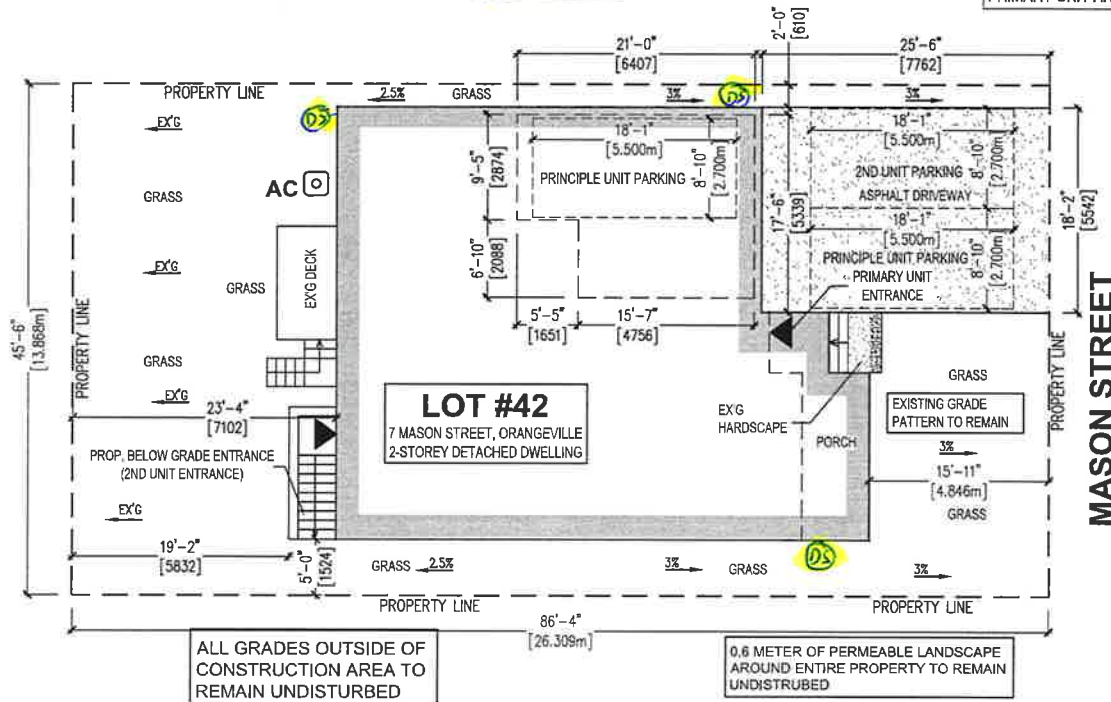 21'-0"
[6407]
2'-0"
[610]
25'-6"
[7762]
PROPERTY LINE
2.5%
GRASS
3%
DS
3%
DS
EX'G
GRASS
AC
9'-5"
[2874]
18'-1"
[5.500m]
8'-10"
[2.700m]
PRINCIPLE UNIT PARKING
17'-6"
[5339]
18'-1"
[5.500m]
8'-10"
[2.700m]
2ND UNIT PARKING
ASPHALT DRIVEWAY
18'-1"
[5.500m]
PRINCIPLE UNIT PARKING
8'-10"
[2.700m]
18'-2"
[5542]
PRIMARY UNIT
ENTRANCE
6'-10"
[2088]
5'-5"
[1651]
15'-7"
[4756]
EX'G
GRASS
EX'G DECK
45'-6"
[13.868m]
PROPERTY LINE
GRASS
EX'G
23'-4"
[7102]
LOT #42
7 MASON STREET, ORANGEVILLE
2-STOREY DETACHED DWELLING
EX'G
HARDSCAPE
PORCH
GRASS
EXISTING GRADE
PATTERN TO REMAIN
3%
15'-11"
[4.846m]
GRASS
PROPERTY LINE
MASON STREET
PROP. BELOW GRADE ENTRANCE
(2ND UNIT ENTRANCE)
EX'G
19'-2"
[5832]
5'-0"
[1524]
GRASS
2.5%
3%
GRASS
DS
3%
PROPERTY LINE
PROPERTY LINE
86'-4"
[26.309m]
ALL GRADES OUTSIDE OF
CONSTRUCTION AREA TO
REMAIN UNDISTURBED
0.6 METER OF PERMEABLE LANDSCAPE
AROUND ENTIRE PROPERTY TO REMAIN
UNDISTRUBED